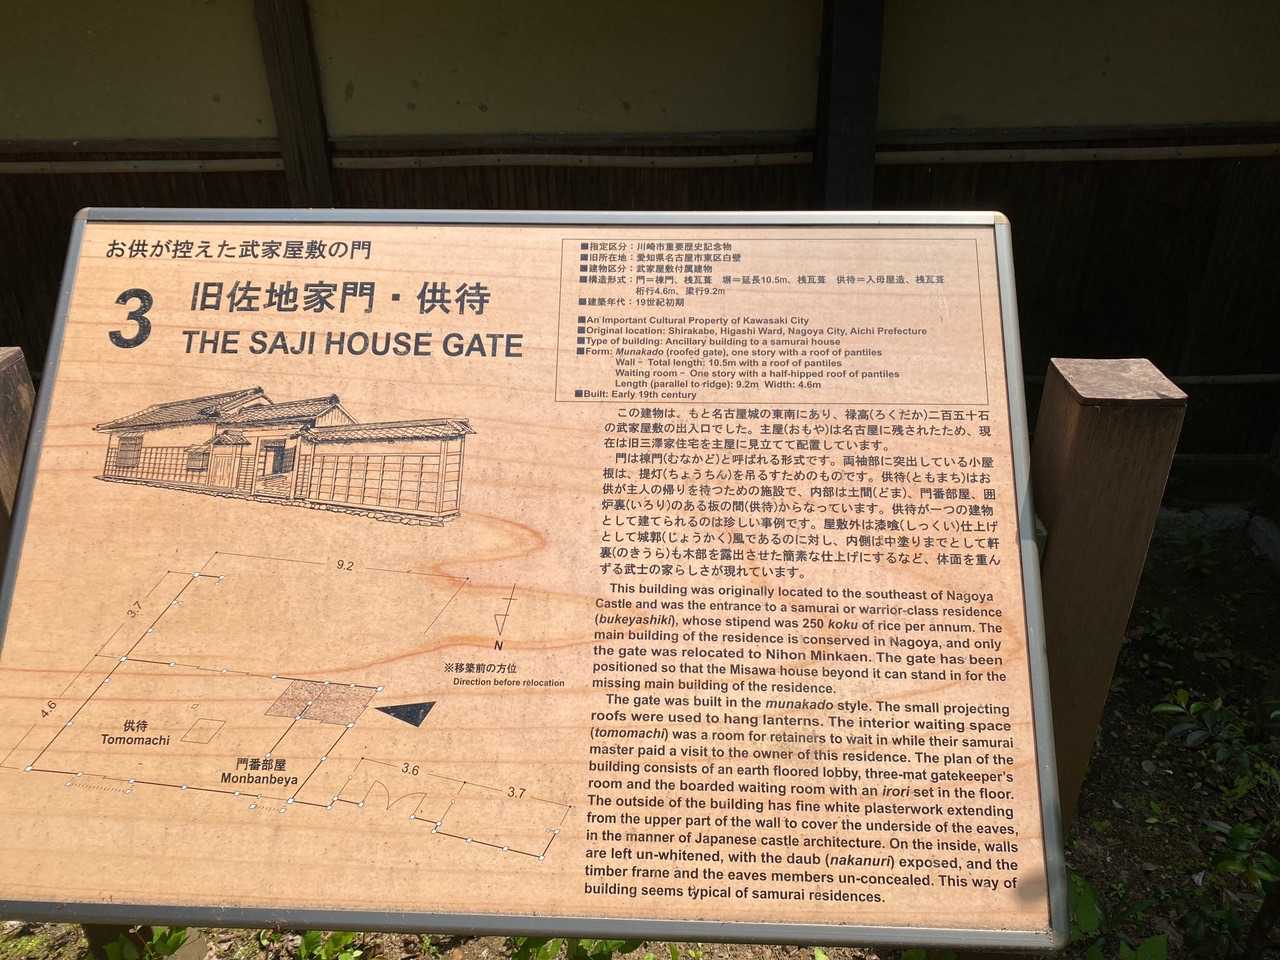 お供が控えた武家屋敷の門
3
旧佐地家門・供待
THE SAJI HOUSE GATE
■指定区分：川崎市重要歴史記念物
■旧所在地：愛知県名古屋市東区白壁
■建物区分：武家屋敷付属建物
■構造形式：門＝棟門、桟瓦葺　塀＝延長10.5m、桟瓦葺　供待＝入母屋造、桟瓦葺
桁行4.6m、梁行9.2m
■建築年代：19世紀初期
■An Important Cultural Property of Kawasaki City
■Original location: Shirakabe, Higashi Ward, Nagoya City, Aichi Prefecture
■Type of building: Ancillary building to a samurai house
■Form: Munakado (roofed gate), one story with a roof of pantiles
Wall – Total length: 10.5m with a roof of pantiles
Waiting room – One story with a half-hipped roof of pantiles
Length (parallel to ridge): 9.2m Width: 4.6m
■Built: Early 19th century
この建物は、もと名古屋城の東南にあり、禄高(ろくだか)二百五十石
の武家屋敷の出入口でした。主屋(おもや)は名古屋に残されたため、現
在は旧三澤家住宅を主屋に見立てて配置しています。
門は棟門(むなかど)と呼ばれる形式です。両袖部に突出している小屋
根は、提灯(ちょうちん)を吊るすためのものです。供待(ともまち)はお
供が主人の帰りを待つための施設で、内部は土間(どま)、門番部屋、囲
炉裏(いろり)のある板の間(供待)からなっています。供待が一つの建物
として建てられるのは珍しい事例です。屋敷外は漆喰(しっくい)仕上げ
として城郭(じょうかく)風であるのに対し、内側は中塗りまでとして軒
裏(のきうら)も木部を露出させた簡素な仕上げにするなど、体面を重ん
ずる武士の家らしさが現れています。
This building was originally located to the southeast of Nagoya
Castle and was the entrance to a samurai or warrior-class residence
(bukeyashiki), whose stipend was 250 koku of rice per annum. The
main building of the residence is conserved in Nagoya, and only
the gate was relocated to Nihon Minkaen. The gate has been
positioned so that the Misawa house beyond it can stand in for the
missing main building of the residence.
The gate was built in the munakado style. The small projecting
roofs were used to hang lanterns. The interior waiting space
(tomomachi) was a room for retainers to wait in while their samurai
master paid a visit to the owner of this residence. The plan of the
building consists of an earth floored lobby, three-mat gatekeeper's
room and the boarded waiting room with an irori set in the floor.
The outside of the building has fine white plasterwork extending
from the upper part of the wall to cover the underside of the eaves,
in the manner of Japanese castle architecture. On the inside, walls
are left un-whitened, with the daub (nakanuri) exposed, and the
timber frame and the eaves members un-concealed. This way of
building seems typical of samurai residences.
9.2
3.7
4.6
N
※移築前の方位
Direction before relocation
供待
Tomomachi
門番部屋
Monbanbeya
3.6
3.7